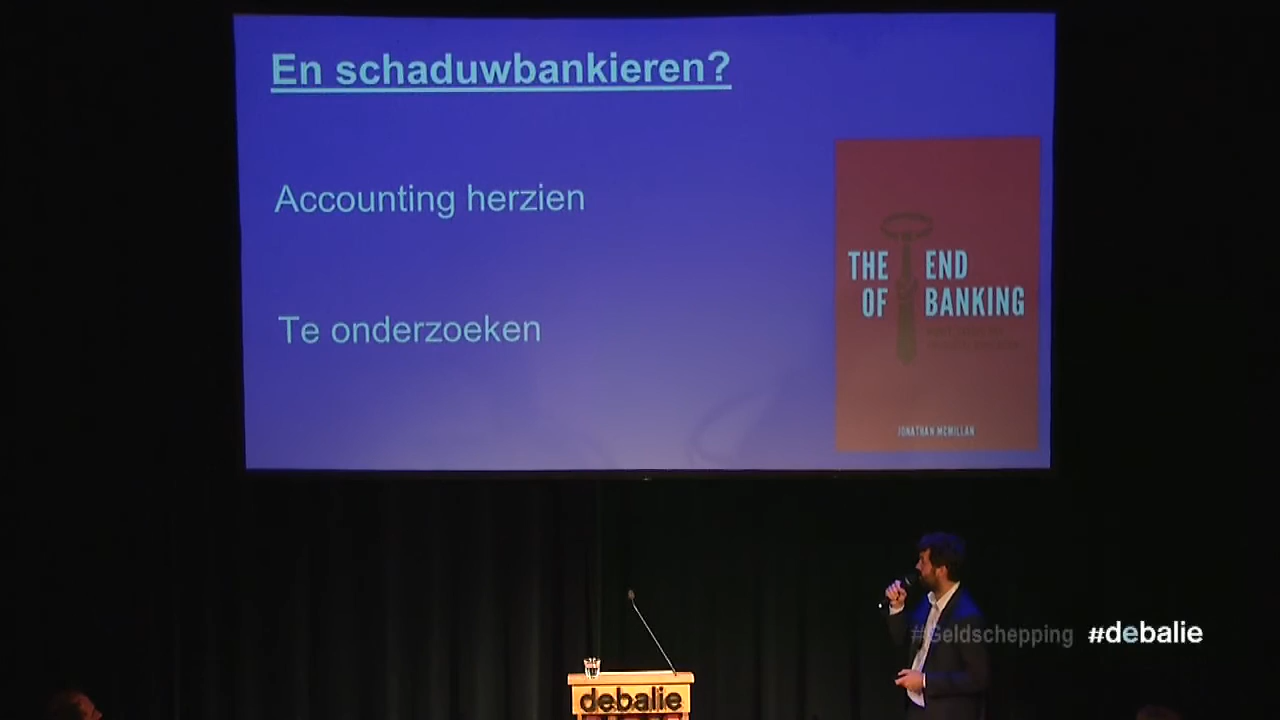 En schaduwbankieren?
Accounting herzien
Te onderzoeken
THE END
OF BANKING
JONATHAN MCMILLAN
#Geldschepping #debalie
debalie